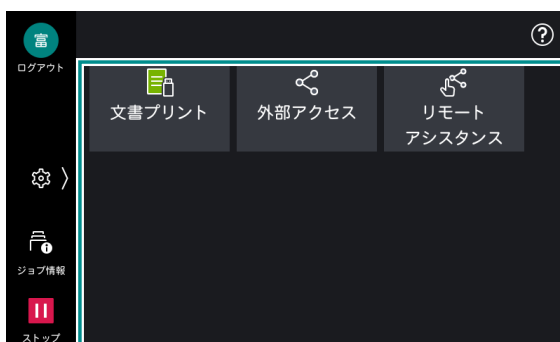 富
ログアウト
文書プリント
外部アクセス
リモート
アシスタンス
ジョブ情報
ストップ